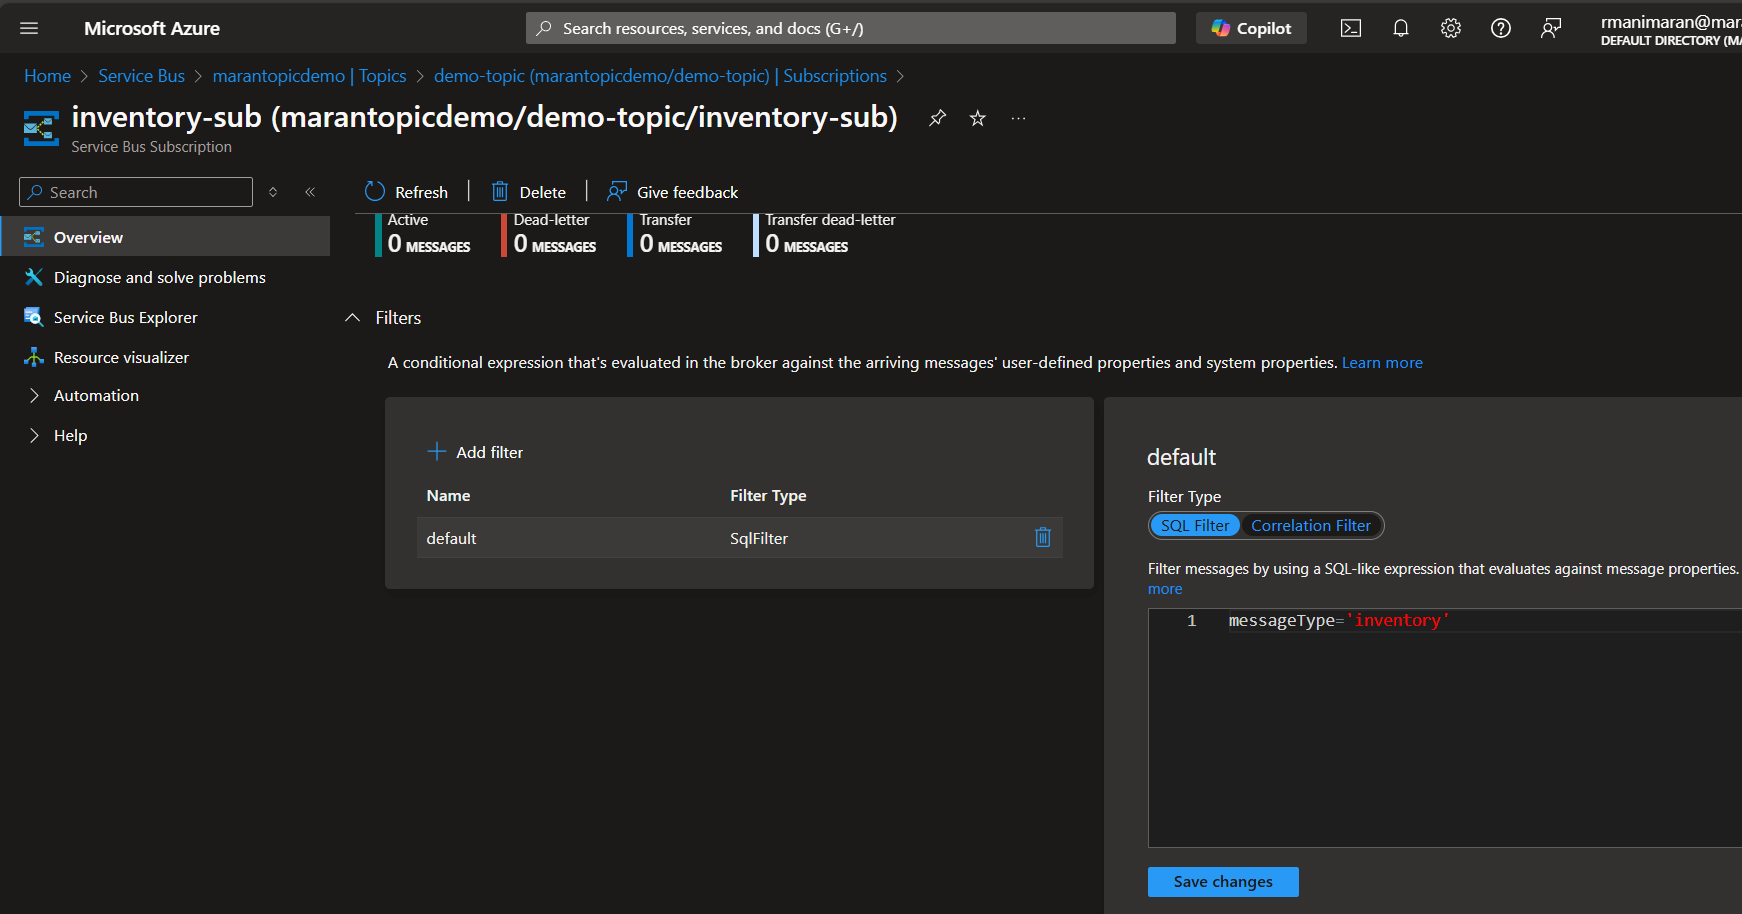 Microsoft Azure
Search resources, services, and docs (G+/)
Copilot
rmanimaran@mar
DEFAULT DIRECTORY (MA
Home > Service Bus > marantopicdemo | Topics > demo-topic (marantopicdemo/demo-topic) | Subscriptions >
inventory-sub (marantopicdemo/demo-topic/inventory-sub)
Service Bus Subscription
Search
Refresh
Delete
Give feedback
Overview
Diagnose and solve problems
Service Bus Explorer
Resource visualizer
Automation
Help
Active
0 MESSAGES
Dead-letter
0 MESSAGES
Transfer
0 MESSAGES
Transfer dead-letter
0 MESSAGES
Filters
A conditional expression that's evaluated in the broker against the arriving messages' user-defined properties and system properties. Learn more
Add filter
Name Filter Type
default SqlFilter
default
Filter Type
SQL Filter Correlation Filter
Filter messages by using a SQL-like expression that evaluates against message properties.
more
1 messageType='inventory'
Save changes